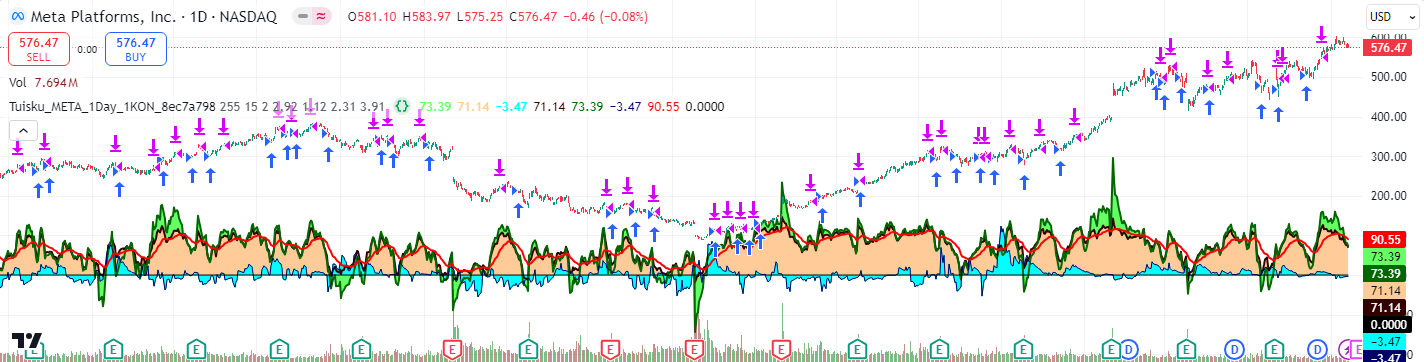 Meta Platforms, Inc. · 1D · NASDAQ O581.10 H583.97 L575.25 C576.47 −0.46 (−0.08%)
USD
576.47 0.00 576.47
SELL BUY
Vol 7.694M
Tuisku_META_1Day_1KON_8ec7a798 255 15 2 2.92 1.12 2.31 3.91 {} 73.39 71.14 −3.47 71.14 73.39 −3.47 90.55 0.0000
600.00
576.47
500.00
400.00
300.00
200.00
90.55
73.39
73.39
71.14
71.14
0.0000
−3.47
−3.47
E E E E E E E E E E E E E E D E D E D E